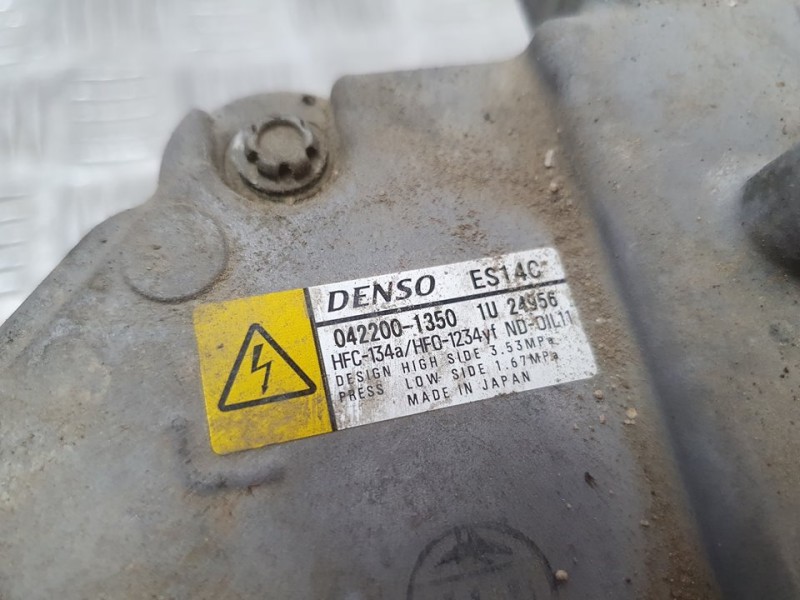 DENSO ES14C
042200-1350 1U 24956
HFC-134a/HFO-1234yf ND-OIL11
DESIGN HIGH SIDE 3.53MPa
PRESS LOW SIDE 1.67MPa
MADE IN JAPAN